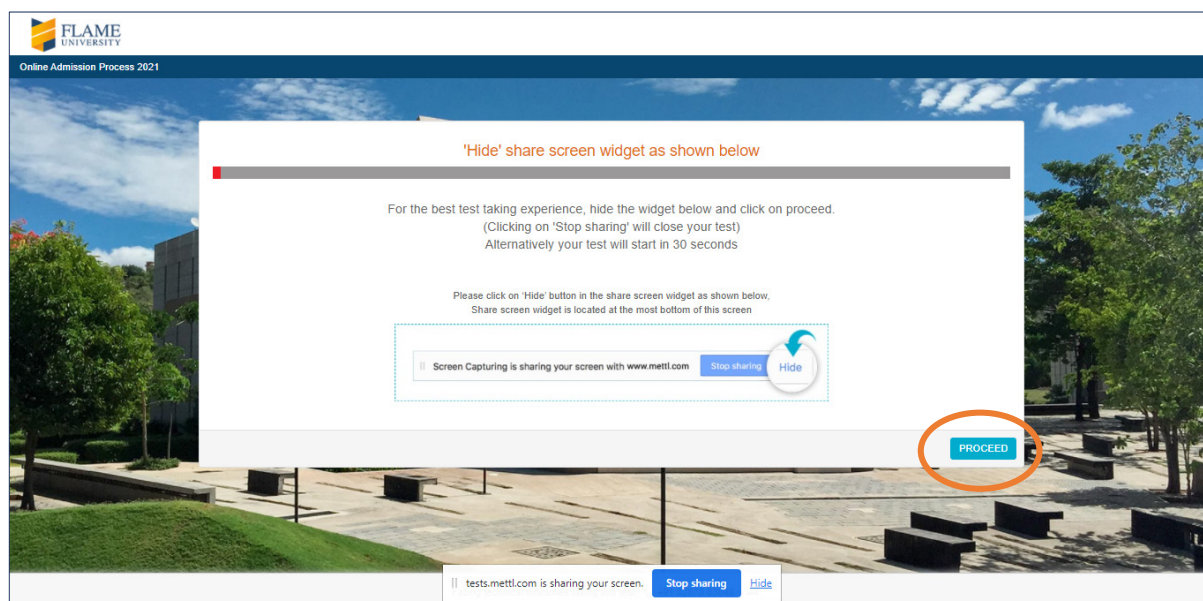 FLAME
UNIVERSITY
Online Admission Process 2021
'Hide' share screen widget as shown below
For the best test taking experience, hide the widget below and click on proceed.
(Clicking on 'Stop sharing' will close your test)
Alternatively your test will start in 30 seconds
Please click on 'Hide' button in the share screen widget as shown below,
Share screen widget is located at the most bottom of this screen
Screen Capturing is sharing your screen with www.mettl.com Stop sharing Hide
PROCEED
tests.mettl.com is sharing your screen. Stop sharing Hide